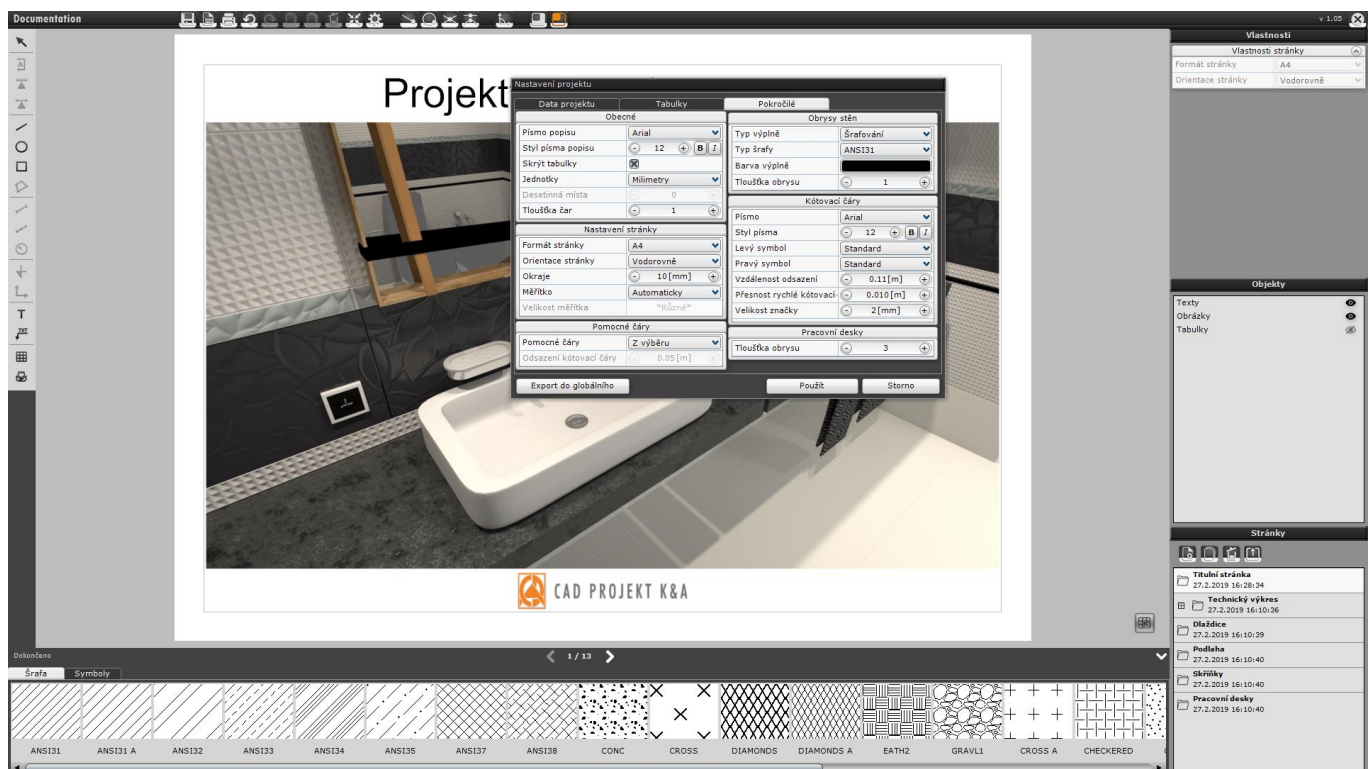 Documentation
v 1.05
Projekt
Nastavení projektu
Data projektu
Tabulky
Pokročilé
Obecné
Písmo popisu
Arial
Styl písma popisu
12
B
I
Skrýt tabulky
Jednotky
Milimetry
Desetinná místa
0
Tloušťka čar
1
Nastavení stránky
Formát stránky
A4
Orientace stránky
Vodorovně
Okraje
10[mm]
Měřítko
Automaticky
Velikost měřítka
*Různé*
Pomocné čáry
Pomocné čáry
Z výběru
Odsazení kótovací čáry
0.05[m]
Obrysy stěn
Typ výplně
Šrafování
Typ šrafy
ANSI31
Barva výplně
Tloušťka obrysu
1
Kótovací čáry
Písmo
Arial
Styl písma
12
B
I
Levý symbol
Standard
Pravý symbol
Standard
Vzdálenost odsazení
0.11[m]
Přesnost rychlé kótovací
0.010[m]
Velikost značky
2[mm]
Pracovní desky
Tloušťka obrysu
3
Export do globálního
Použít
Storno
CAD PROJEKT K&A
Vlastnosti
Vlastnosti stránky
Formát stránky
A4
Orientace stránky
Vodorovně
Objekty
Texty
Obrázky
Tabulky
Stránky
Titulní stránka
27.2.2019 16:28:34
Technický výkres
27.2.2019 16:10:36
Dlaždice
27.2.2019 16:10:39
Podlaha
27.2.2019 16:10:40
Skříňky
27.2.2019 16:10:40
Pracovní desky
27.2.2019 16:10:40
T
TXT
Dokončeno
1 / 13
Šrafa
Symboly
ANSI31
ANSI31 A
ANSI32
ANSI33
ANSI34
ANSI35
ANSI37
ANSI38
CONC
CROSS
DIAMONDS
DIAMONDS A
EATH2
GRAVL1
CROSS A
CHECKERED